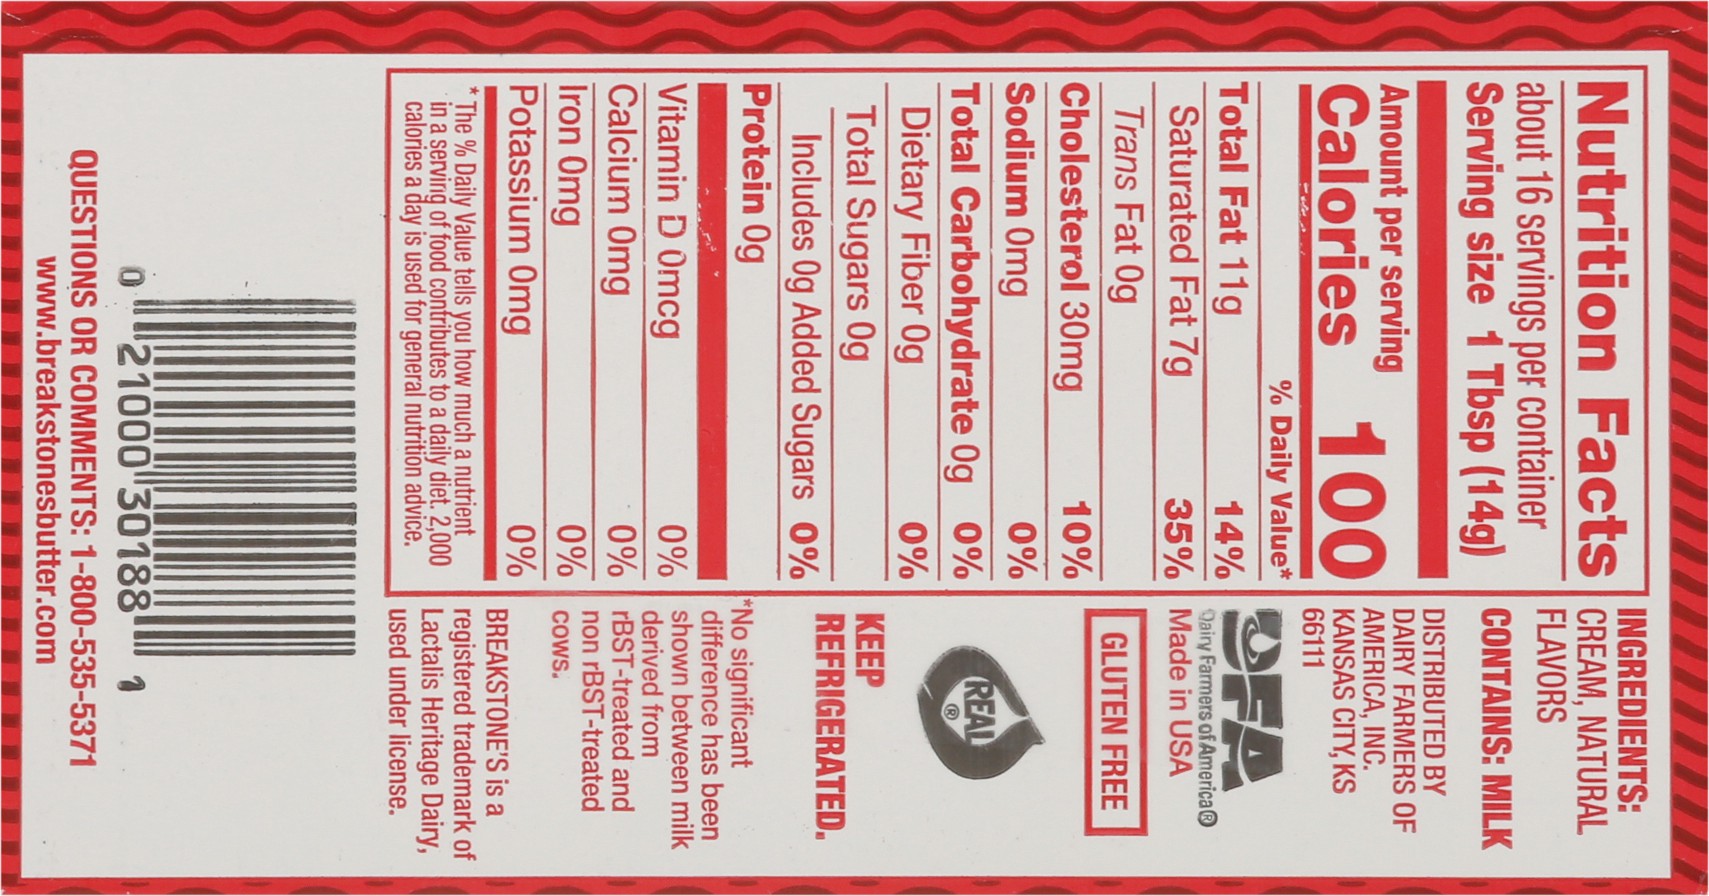 Nutrition Facts
about 16 servings per container
Serving size 1 Tbsp (14g)
Amount per serving
Calories 100
% Daily Value*
Total Fat 11g 14%
Saturated Fat 7g 35%
Trans Fat 0g
Cholesterol 30mg 10%
Sodium 0mg 0%
Total Carbohydrate 0g 0%
Dietary Fiber 0g 0%
Total Sugars 0g
Includes 0g Added Sugars 0%
Protein 0g
Vitamin D 0mcg 0%
Calcium 0mg 0%
Iron 0mg 0%
Potassium 0mg 0%
* The % Daily Value tells you how much a nutrient
in a serving of food contributes to a daily diet. 2,000
calories a day is used for general nutrition advice.
INGREDIENTS:
CREAM, NATURAL
FLAVORS
CONTAINS: MILK
DISTRIBUTED BY
DAIRY FARMERS OF
AMERICA, INC.
KANSAS CITY, KS
66111
DFA
Dairy Farmers of America®
Made in USA
GLUTEN FREE
REAL
®
KEEP
REFRIGERATED.
*No significant
difference has been
shown between milk
derived from
rBST-treated and
non rBST-treated
cows.
BREAKSTONE'S is a
registered trademark of
Lactalis Heritage Dairy,
used under license.
0 21000 30188 1
QUESTIONS OR COMMENTS: 1-800-535-5371
www.breakstonesbutter.com